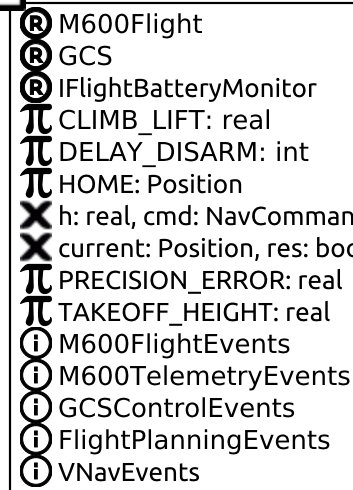 Ⓡ M600Flight
Ⓡ GCS
Ⓡ IFlightBatteryMonitor
π CLIMB_LIFT: real
π DELAY_DISARM: int
π HOME: Position
X h: real, cmd: NavComman
X current: Position, res: boo
π PRECISION_ERROR: real
π TAKEOFF_HEIGHT: real
ⓘ M600FlightEvents
ⓘ M600TelemetryEvents
ⓘ GCSControlEvents
ⓘ FlightPlanningEvents
ⓘ VNavEvents